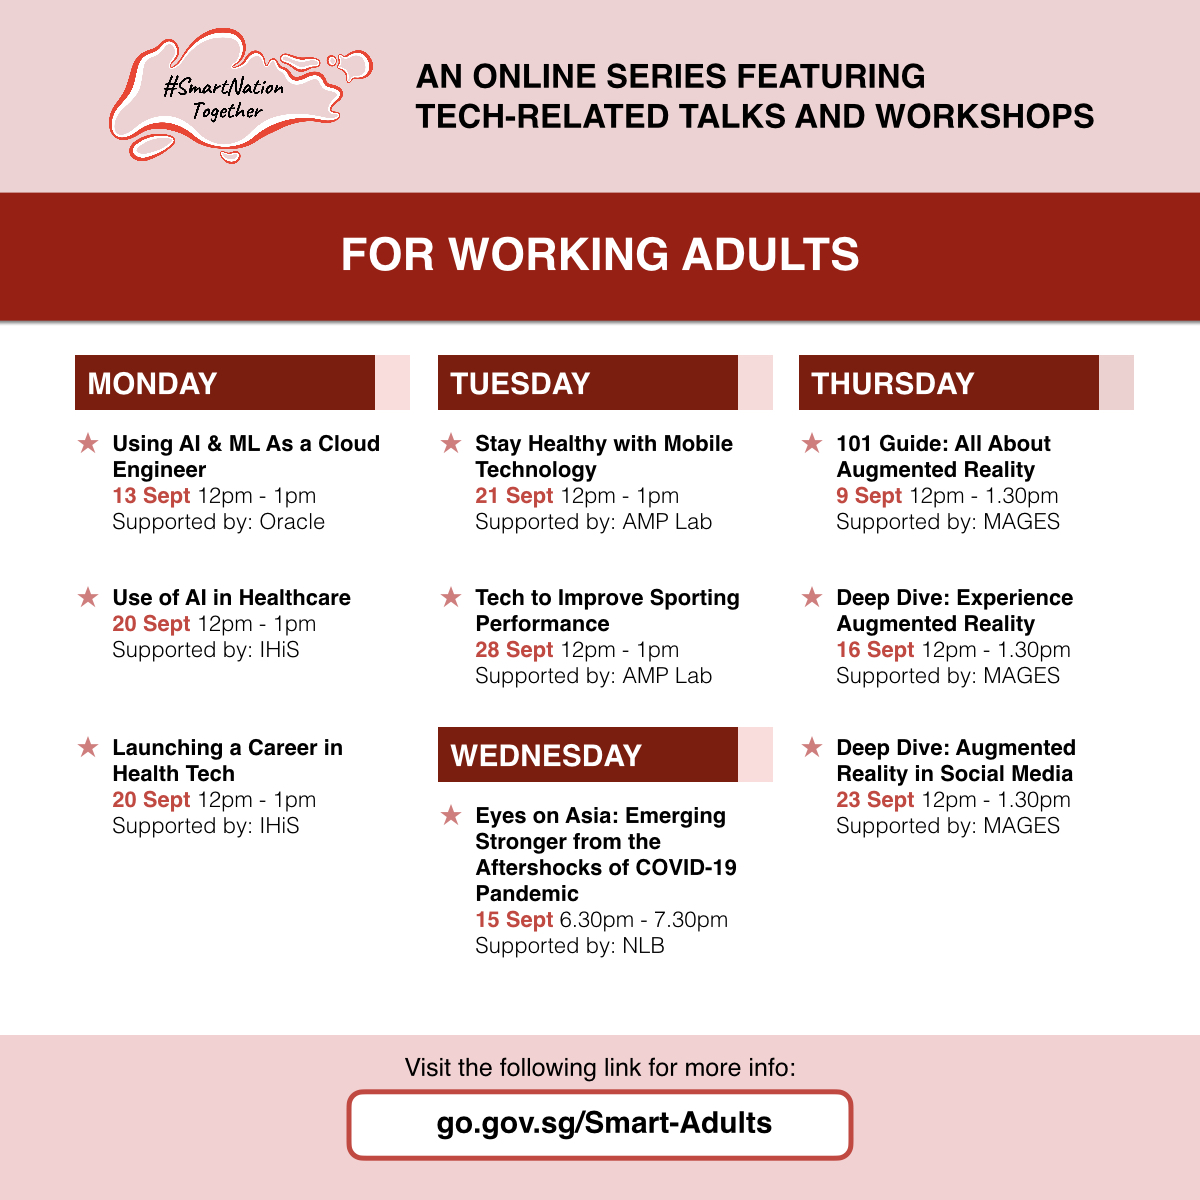 #SmartNation
Together
AN ONLINE SERIES FEATURING
TECH-RELATED TALKS AND WORKSHOPS
FOR WORKING ADULTS
MONDAY
Using AI & ML As a Cloud
Engineer
13 Sept 12pm - 1pm
Supported by: Oracle
Use of AI in Healthcare
20 Sept 12pm - 1pm
Supported by: IHiS
Launching a Career in
Health Tech
20 Sept 12pm - 1pm
Supported by: IHiS
TUESDAY
Stay Healthy with Mobile
Technology
21 Sept 12pm - 1pm
Supported by: AMP Lab
Tech to Improve Sporting
Performance
28 Sept 12pm - 1pm
Supported by: AMP Lab
WEDNESDAY
Eyes on Asia: Emerging
Stronger from the
Aftershocks of COVID-19
Pandemic
15 Sept 6.30pm - 7.30pm
Supported by: NLB
THURSDAY
101 Guide: All About
Augmented Reality
9 Sept 12pm - 1.30pm
Supported by: MAGES
Deep Dive: Experience
Augmented Reality
16 Sept 12pm - 1.30pm
Supported by: MAGES
Deep Dive: Augmented
Reality in Social Media
23 Sept 12pm - 1.30pm
Supported by: MAGES
Visit the following link for more info:
go.gov.sg/Smart-Adults